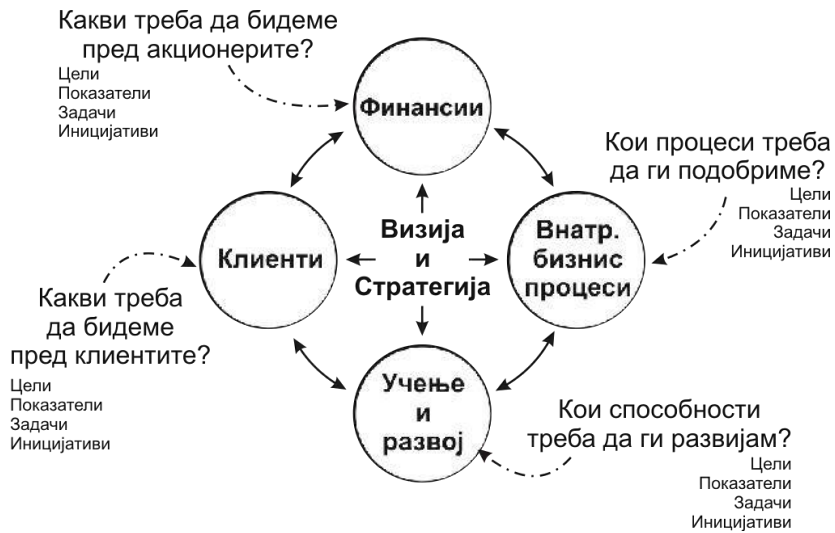 Какви треба да бидеме
пред акционерите?
Цели
Показатели
Задачи
Иницијативи
Финансии
Кои процеси треба
да ги подобриме?
Цели
Показатели
Задачи
Иницијативи
Клиенти
Визија
и
Стратегија
Внатр.
бизнис
процеси
Какви треба
да бидеме
пред клиентите?
Цели
Показатели
Задачи
Иницијативи
Учење
и
развој
Кои способности
треба да ги развијам?
Цели
Показатели
Задачи
Иницијативи